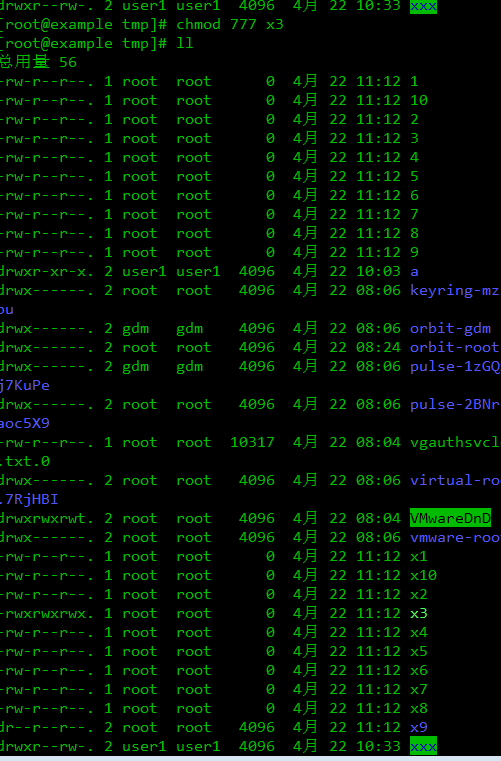 drwxr--rw-. 2 user1 user1  4096  4月 22 10:33 xxx
[root@example tmp]# chmod 777 x3
[root@example tmp]# ll
总用量 56
-rw-r--r--. 1 root  root      0  4月 22 11:12 1
-rw-r--r--. 1 root  root      0  4月 22 11:12 10
-rw-r--r--. 1 root  root      0  4月 22 11:12 2
-rw-r--r--. 1 root  root      0  4月 22 11:12 3
-rw-r--r--. 1 root  root      0  4月 22 11:12 4
-rw-r--r--. 1 root  root      0  4月 22 11:12 5
-rw-r--r--. 1 root  root      0  4月 22 11:12 6
-rw-r--r--. 1 root  root      0  4月 22 11:12 7
-rw-r--r--. 1 root  root      0  4月 22 11:12 8
-rw-r--r--. 1 root  root      0  4月 22 11:12 9
drwxr-xr-x. 2 user1 user1  4096  4月 22 10:03 a
drwx------. 2 root  root   4096  4月 22 08:06 keyring-mz
ou
drwx------. 2 gdm   gdm    4096  4月 22 08:06 orbit-gdm
drwx------. 2 root  root   4096  4月 22 08:24 orbit-root
drwx------. 2 gdm   gdm    4096  4月 22 08:06 pulse-1zGQ
j7KuPe
drwx------. 2 root  root   4096  4月 22 08:06 pulse-2BNr
aoc5X9
-rw-r--r--. 1 root  root  10317  4月 22 08:04 vgauthsvcl
.txt.0
drwx------. 2 root  root   4096  4月 22 08:06 virtual-ro
.7RjHBI
drwxrwxrwt. 2 root  root   4096  4月 22 08:04 VMwareDnD
drwx------. 2 root  root   4096  4月 22 08:06 vmware-roo
-rw-r--r--. 1 root  root      0  4月 22 11:12 x1
-rw-r--r--. 1 root  root      0  4月 22 11:12 x10
-rw-r--r--. 1 root  root      0  4月 22 11:12 x2
-rwxrwxrwx. 1 root  root      0  4月 22 11:12 x3
-rw-r--r--. 1 root  root      0  4月 22 11:12 x4
-rw-r--r--. 1 root  root      0  4月 22 11:12 x5
-rw-r--r--. 1 root  root      0  4月 22 11:12 x6
-rw-r--r--. 1 root  root      0  4月 22 11:12 x7
-rw-r--r--. 1 root  root      0  4月 22 11:12 x8
dr--r--r--. 2 root  root   4096  4月 22 11:12 x9
drwxr--rw-. 2 user1 user1  4096  4月 22 10:33 xxx